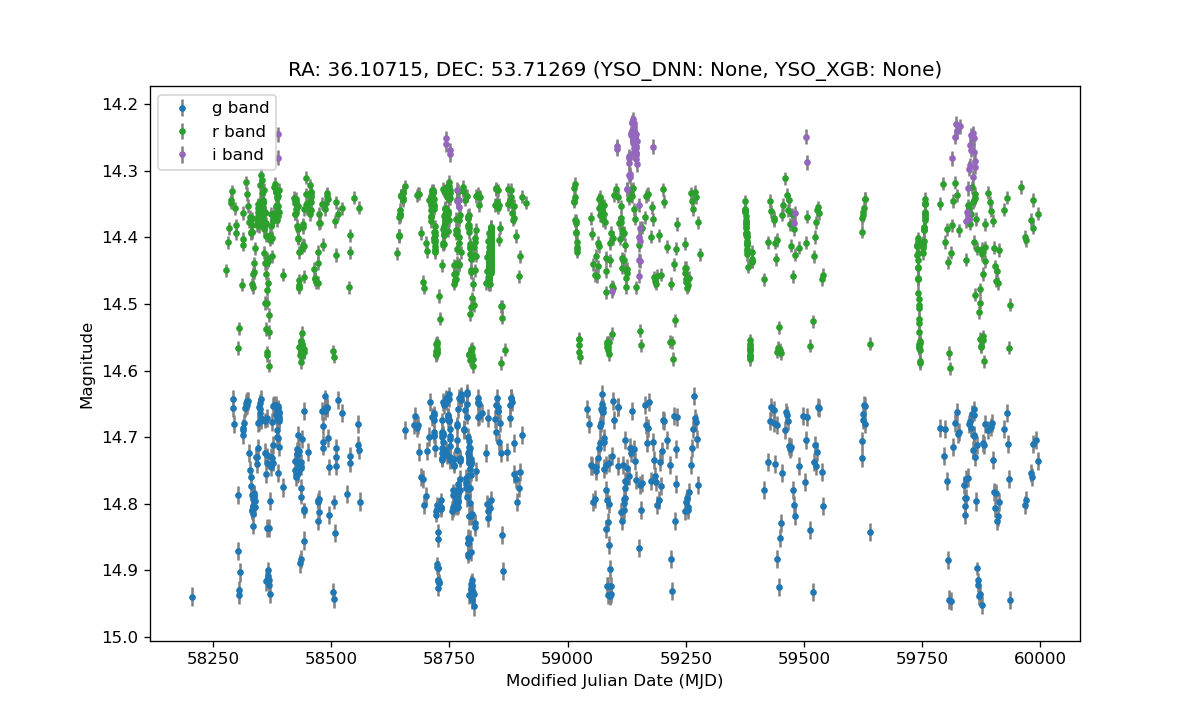 RA: 36.10715, DEC: 53.71269 (YSO_DNN: None, YSO_XGB: None)
g band
r band
i band
Magnitude
14.2
14.3
14.4
14.5
14.6
14.7
14.8
14.9
15.0
58250 58500 58750 59000 59250 59500 59750 60000
Modified Julian Date (MJD)